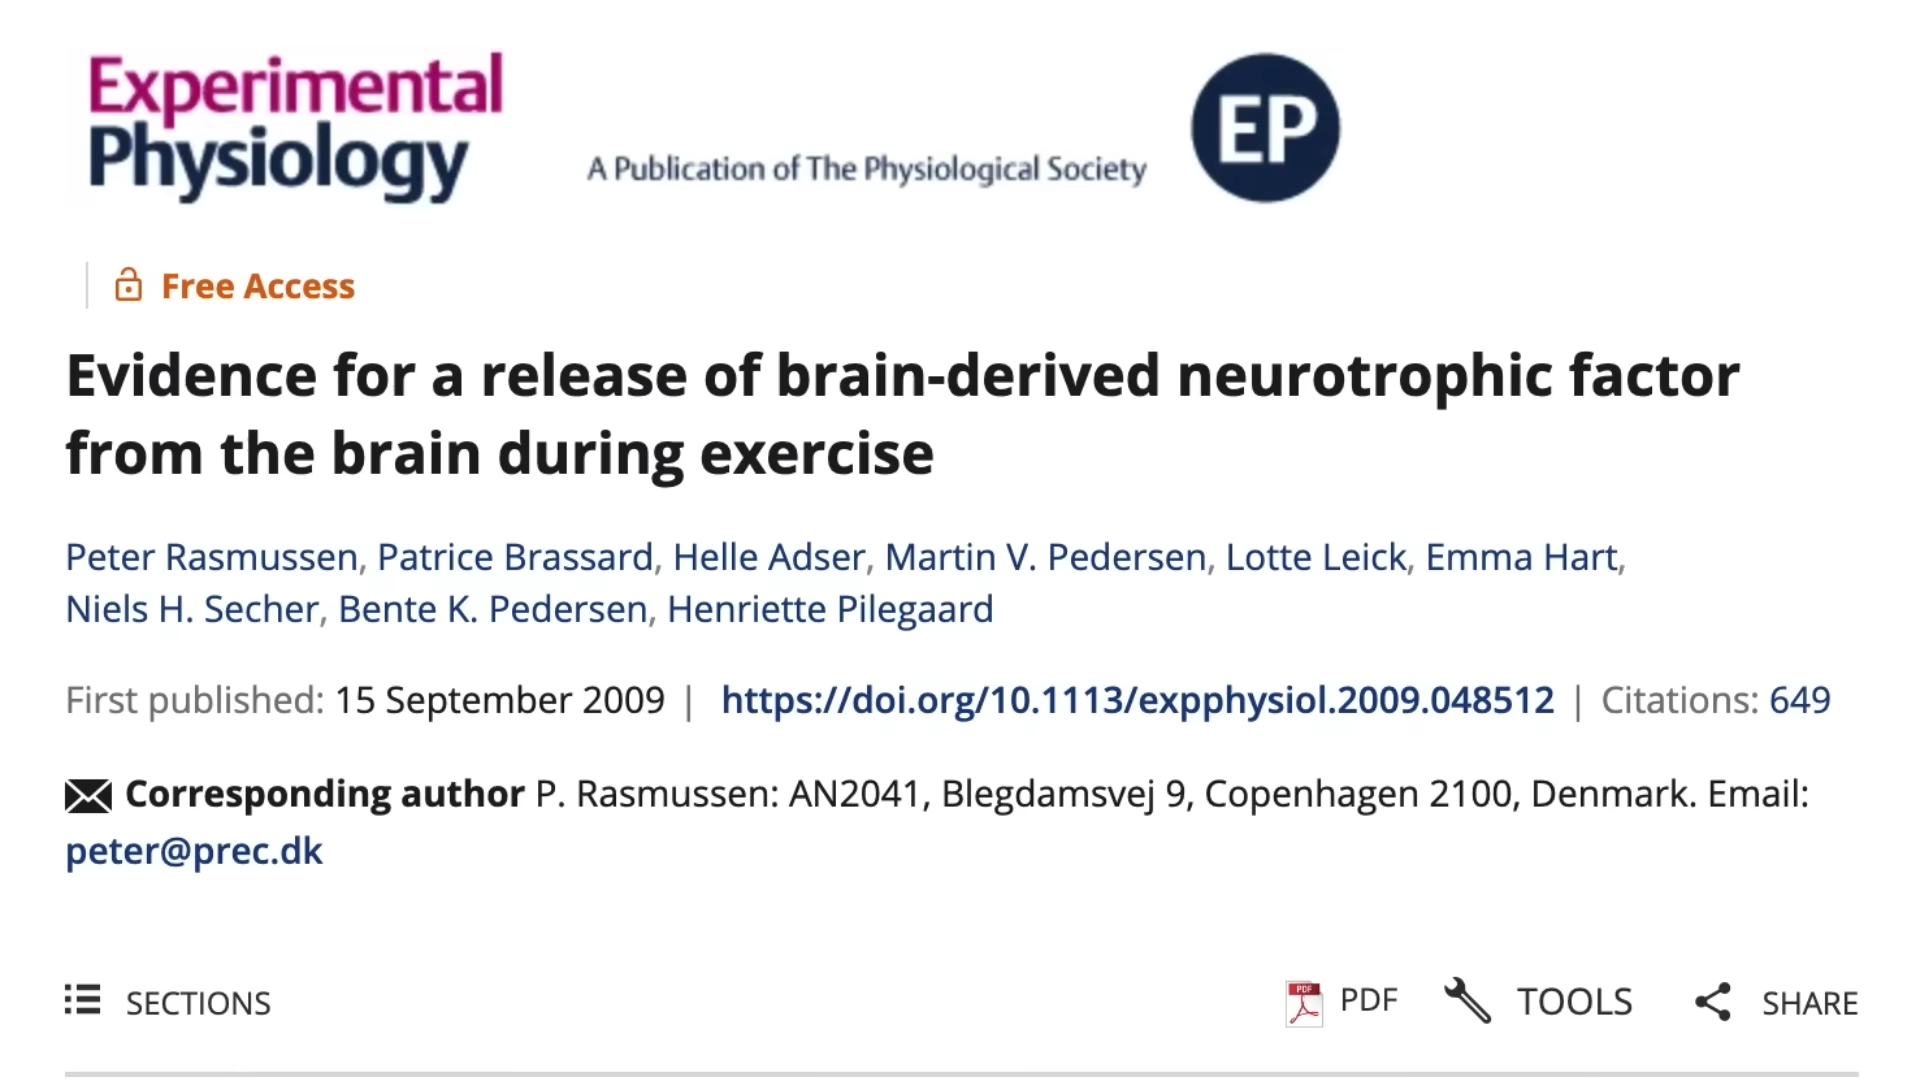 Experimental
Physiology
A Publication of The Physiological Society
EP
Free Access
Evidence for a release of brain-derived neurotrophic factor
from the brain during exercise
Peter Rasmussen, Patrice Brassard, Helle Adser, Martin V. Pedersen, Lotte Leick, Emma Hart,
Niels H. Secher, Bente K. Pedersen, Henriette Pilegaard
First published: 15 September 2009 | https://doi.org/10.1113/expphysiol.2009.048512 | Citations: 649
Corresponding author P. Rasmussen: AN2041, Blegdamsvej 9, Copenhagen 2100, Denmark. Email:
peter@prec.dk
SECTIONS
PDF
PDF
TOOLS
SHARE